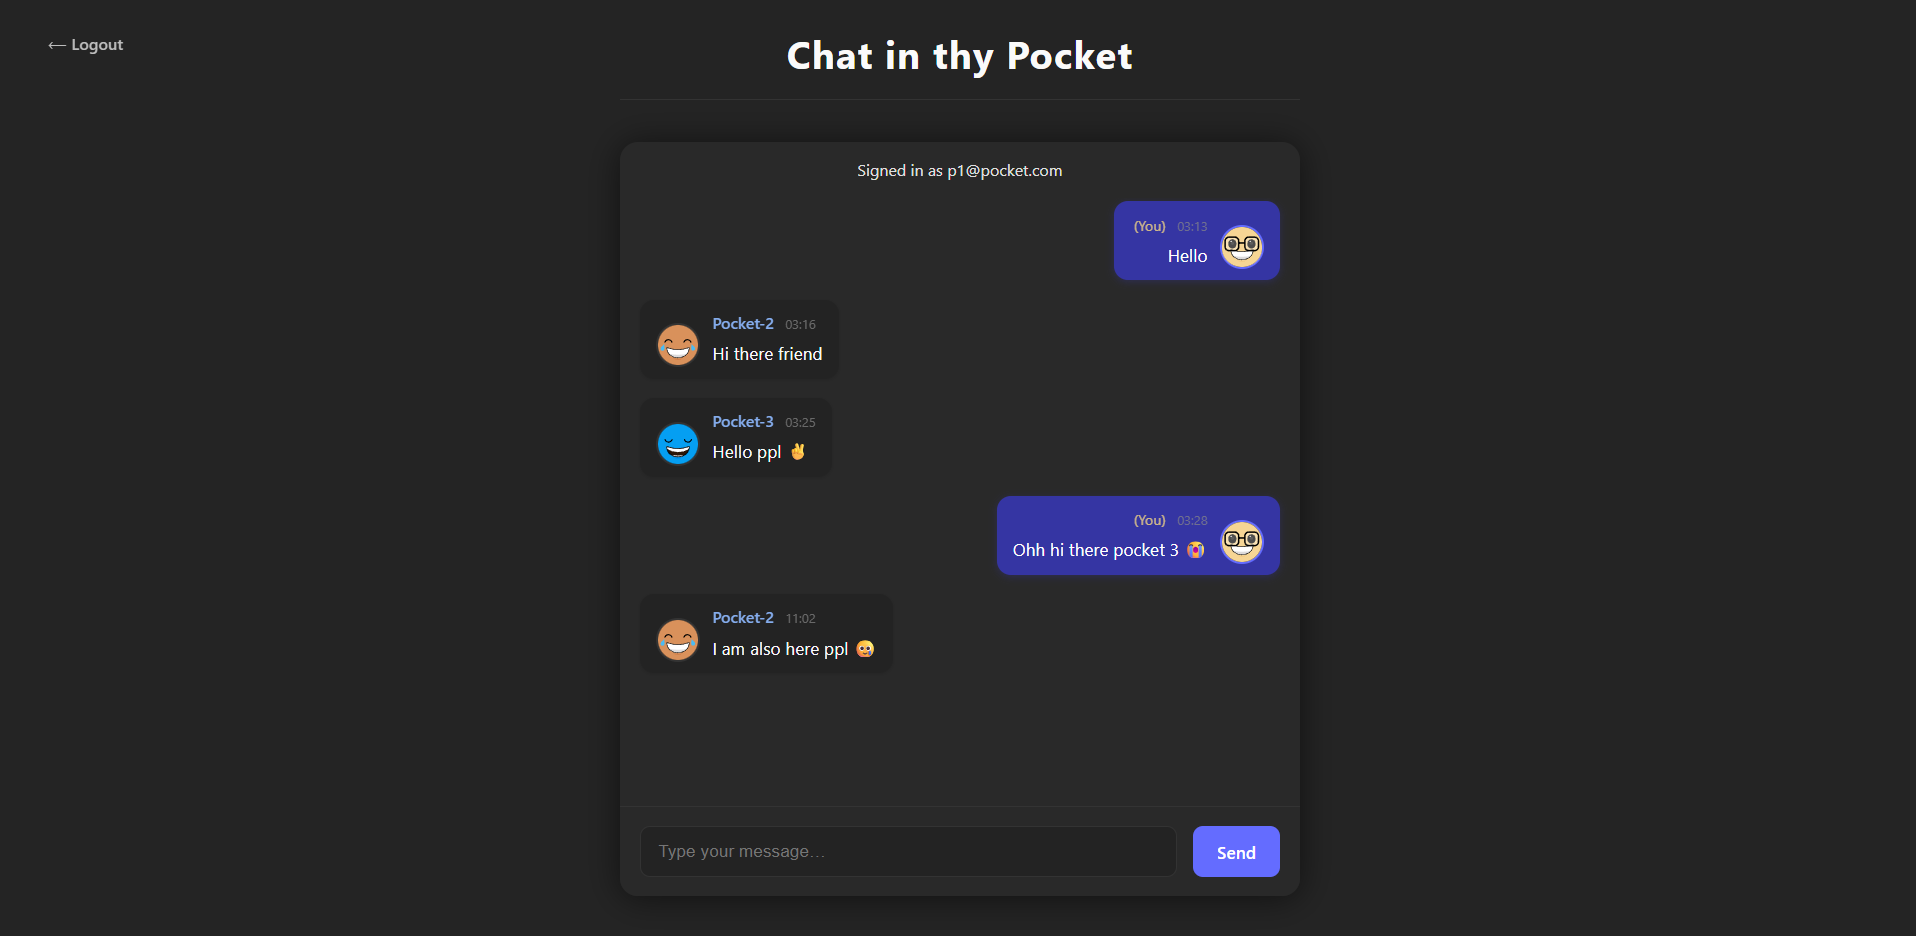 ← Logout
Chat in thy Pocket
Signed in as p1@pocket.com
(You) 03:13
Hello
Pocket-2 03:16
Hi there friend
Pocket-3 03:25
Hello ppl ✌️
(You) 03:28
Ohh hi there pocket 3 😭
Pocket-2 11:02
I am also here ppl 🤗
Type your message...
Send